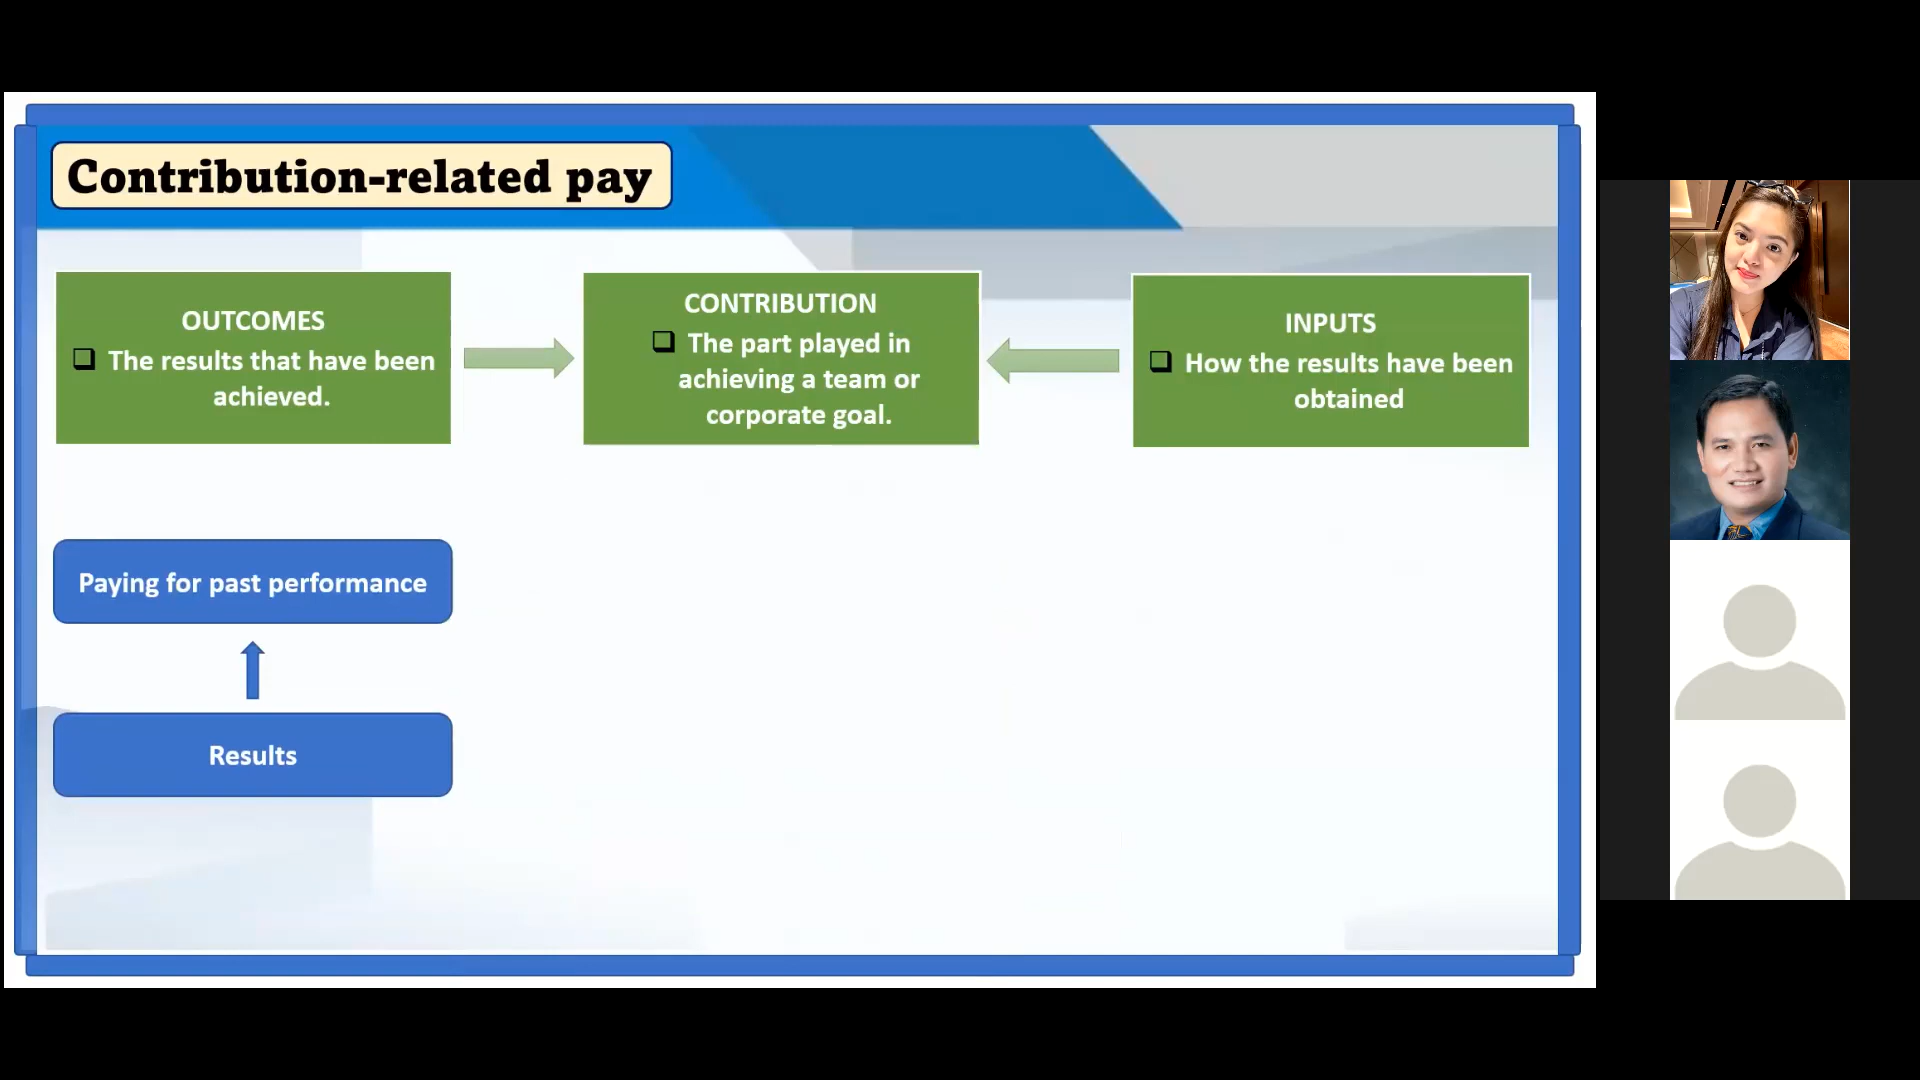 Contribution-related pay
OUTCOMES
❑ The results that have been
achieved.
CONTRIBUTION
❑ The part played in
achieving a team or
corporate goal.
INPUTS
❑ How the results have been
obtained
Paying for past performance
Results